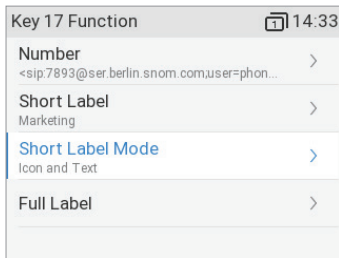 Key 17 Function 1 14:33
Number
<sip:7893@ser.berlin.snom.com;user=phon...
Short Label
Marketing
Short Label Mode
Icon and Text
Full Label